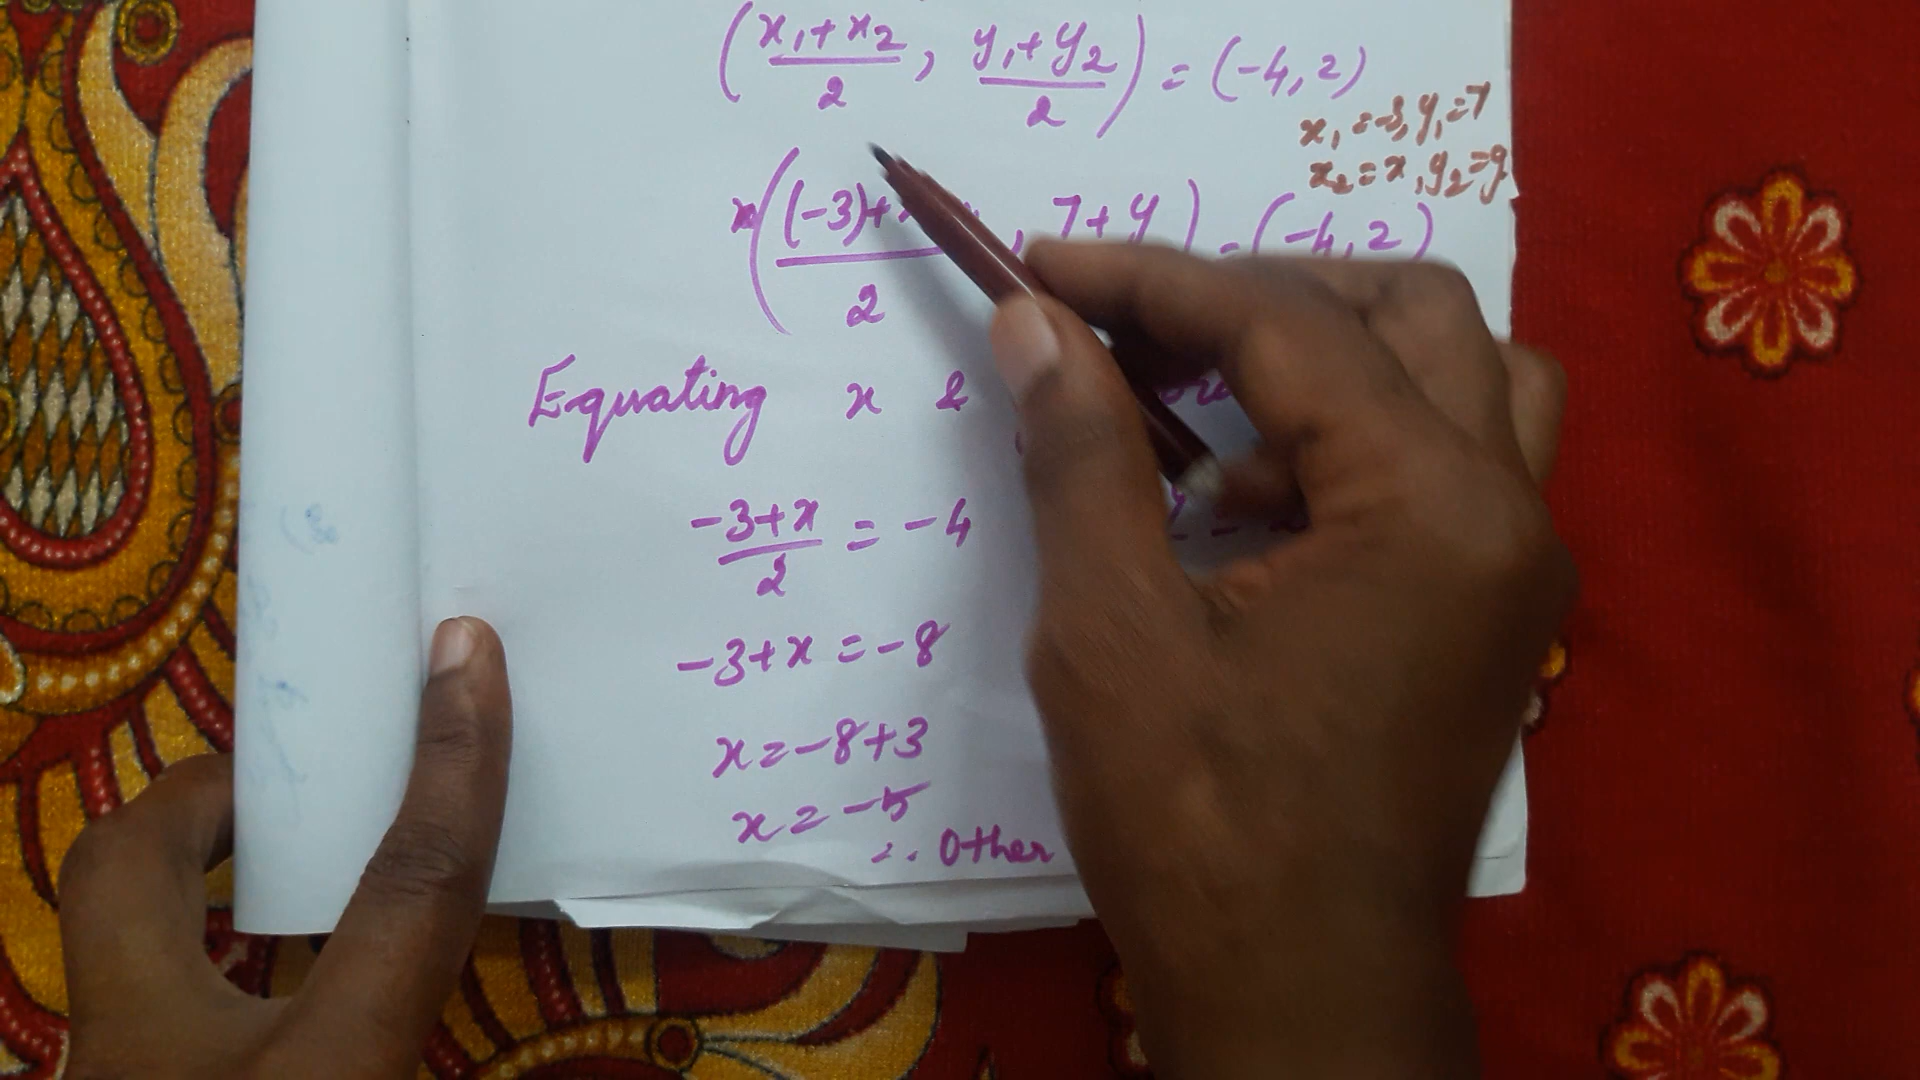 (x₁+x₂/2, y₁+y₂/2) = (-4, 2)
x₁ = -3, y₁ = 7
x₂ = x, y₂ = y
((-3)+ , 7+y) = (-4, 2)
2
Equating x &
-3+x/2 = -4
-3+x = -8
x = -8+3
x = -5
∴ Other